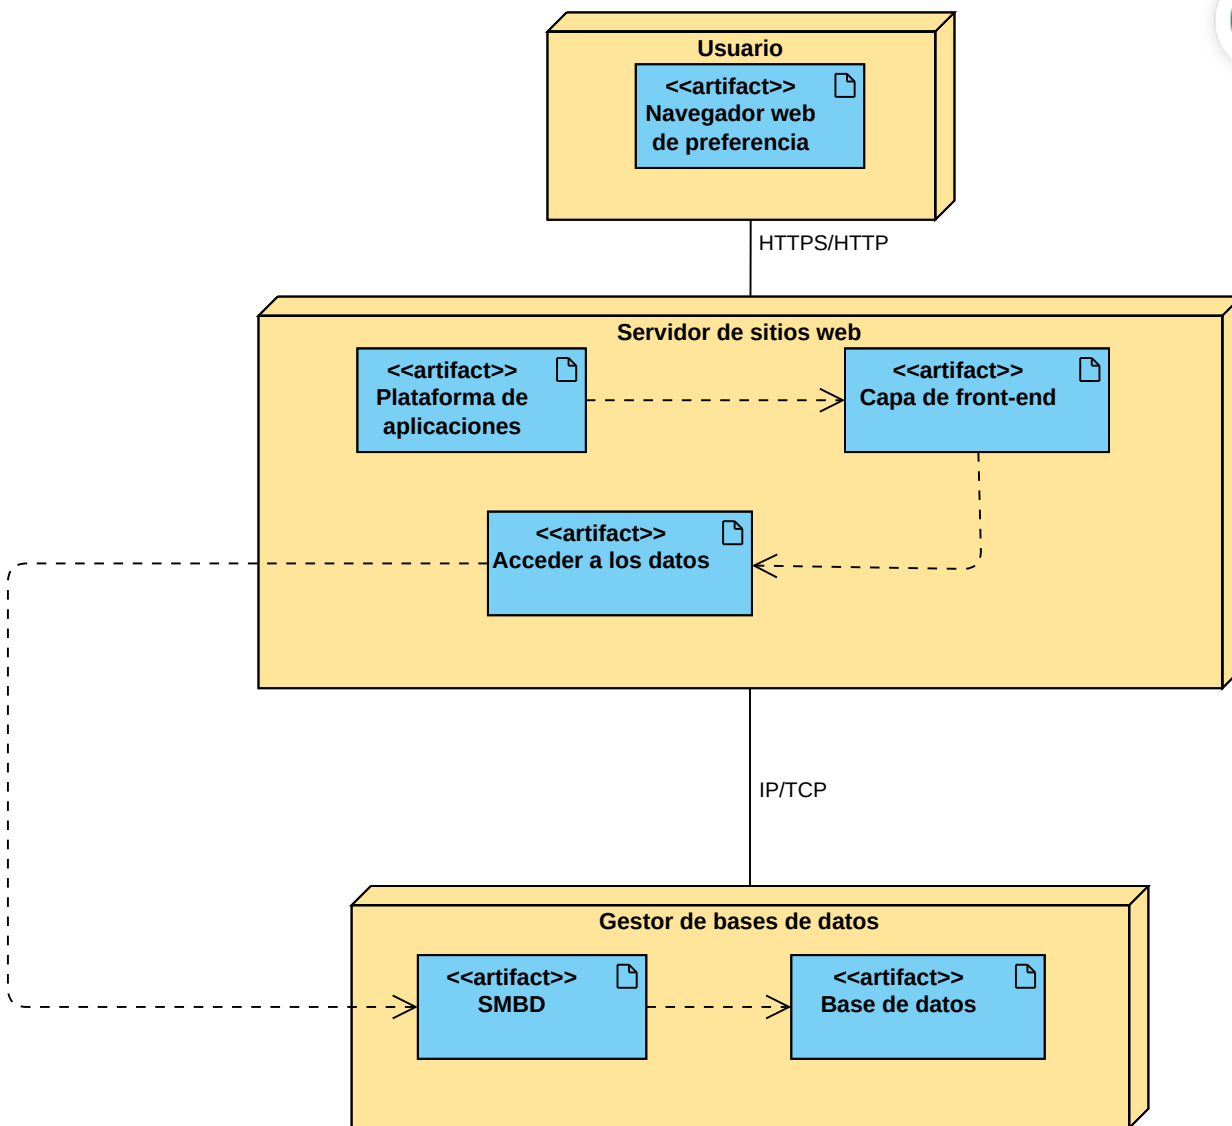 Usuario
<<artifact>>
Navegador web
de preferencia
HTTPS/HTTP
Servidor de sitios web
<<artifact>>
Plataforma de
aplicaciones
<<artifact>>
Capa de front-end
<<artifact>>
Acceder a los datos
IP/TCP
Gestor de bases de datos
<<artifact>>
SMBD
<<artifact>>
Base de datos